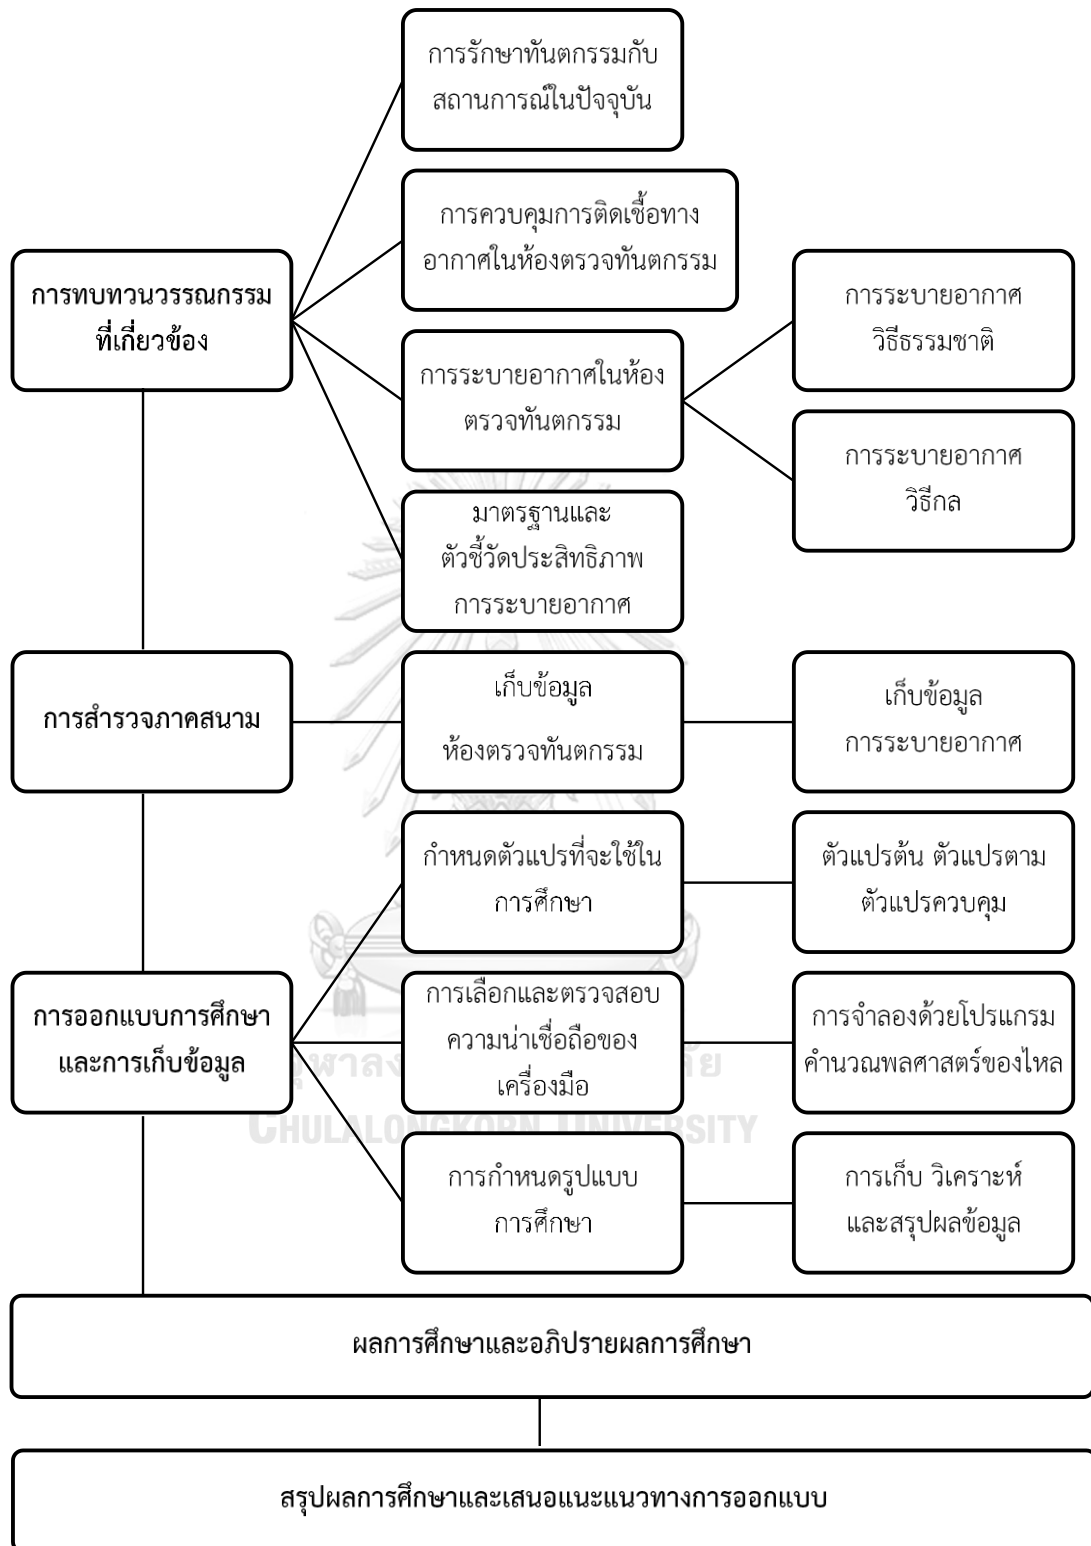 การรักษาทันตกรรมกับ
สถานการณ์ในปัจจุบัน
การควบคุมการติดเชื้อทาง
อากาศในห้องตรวจทันตกรรม
การทบทวนวรรณกรรม
ที่เกี่ยวข้อง
การระบายอากาศ
วิธีธรรมชาติ
การระบายอากาศในห้อง
ตรวจทันตกรรม
การระบายอากาศ
วิธีกล
มาตรฐานและ
ตัวชี้วัดประสิทธิภาพ
การระบายอากาศ
การสำรวจภาคสนาม
เก็บข้อมูล
ห้องตรวจทันตกรรม
เก็บข้อมูล
การระบายอากาศ
กำหนดตัวแปรที่จะใช้ใน
การศึกษา
ตัวแปรต้น ตัวแปรตาม
ตัวแปรควบคุม
การออกแบบการศึกษา
และการเก็บข้อมูล
การเลือกและตรวจสอบ
ความน่าเชื่อถือของ
เครื่องมือ
การจำลองด้วยโปรแกรม
คำนวณพลศาสตร์ของไหล
CHULALONGKORN UNIVERSITY
การกำหนดรูปแบบ
การศึกษา
การเก็บ วิเคราะห์
และสรุปผลข้อมูล
ผลการศึกษาและอภิปรายผลการศึกษา
สรุปผลการศึกษาและเสนอแนะแนวทางการออกแบบ